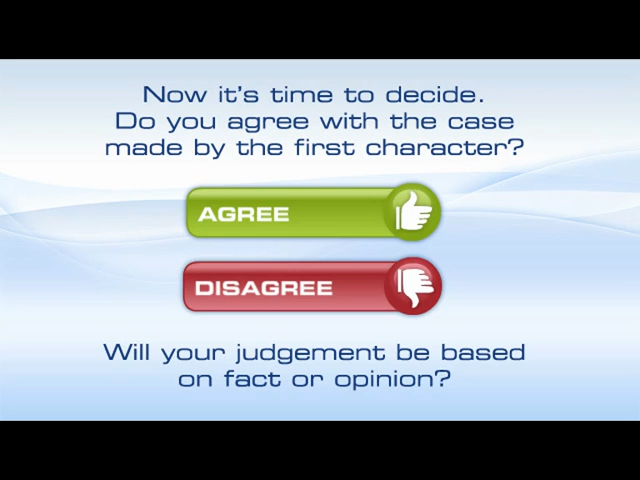 Now it's time to decide.
Do you agree with the case
made by the first character?
AGREE
DISAGREE
Will your judgement be based
on fact or opinion?